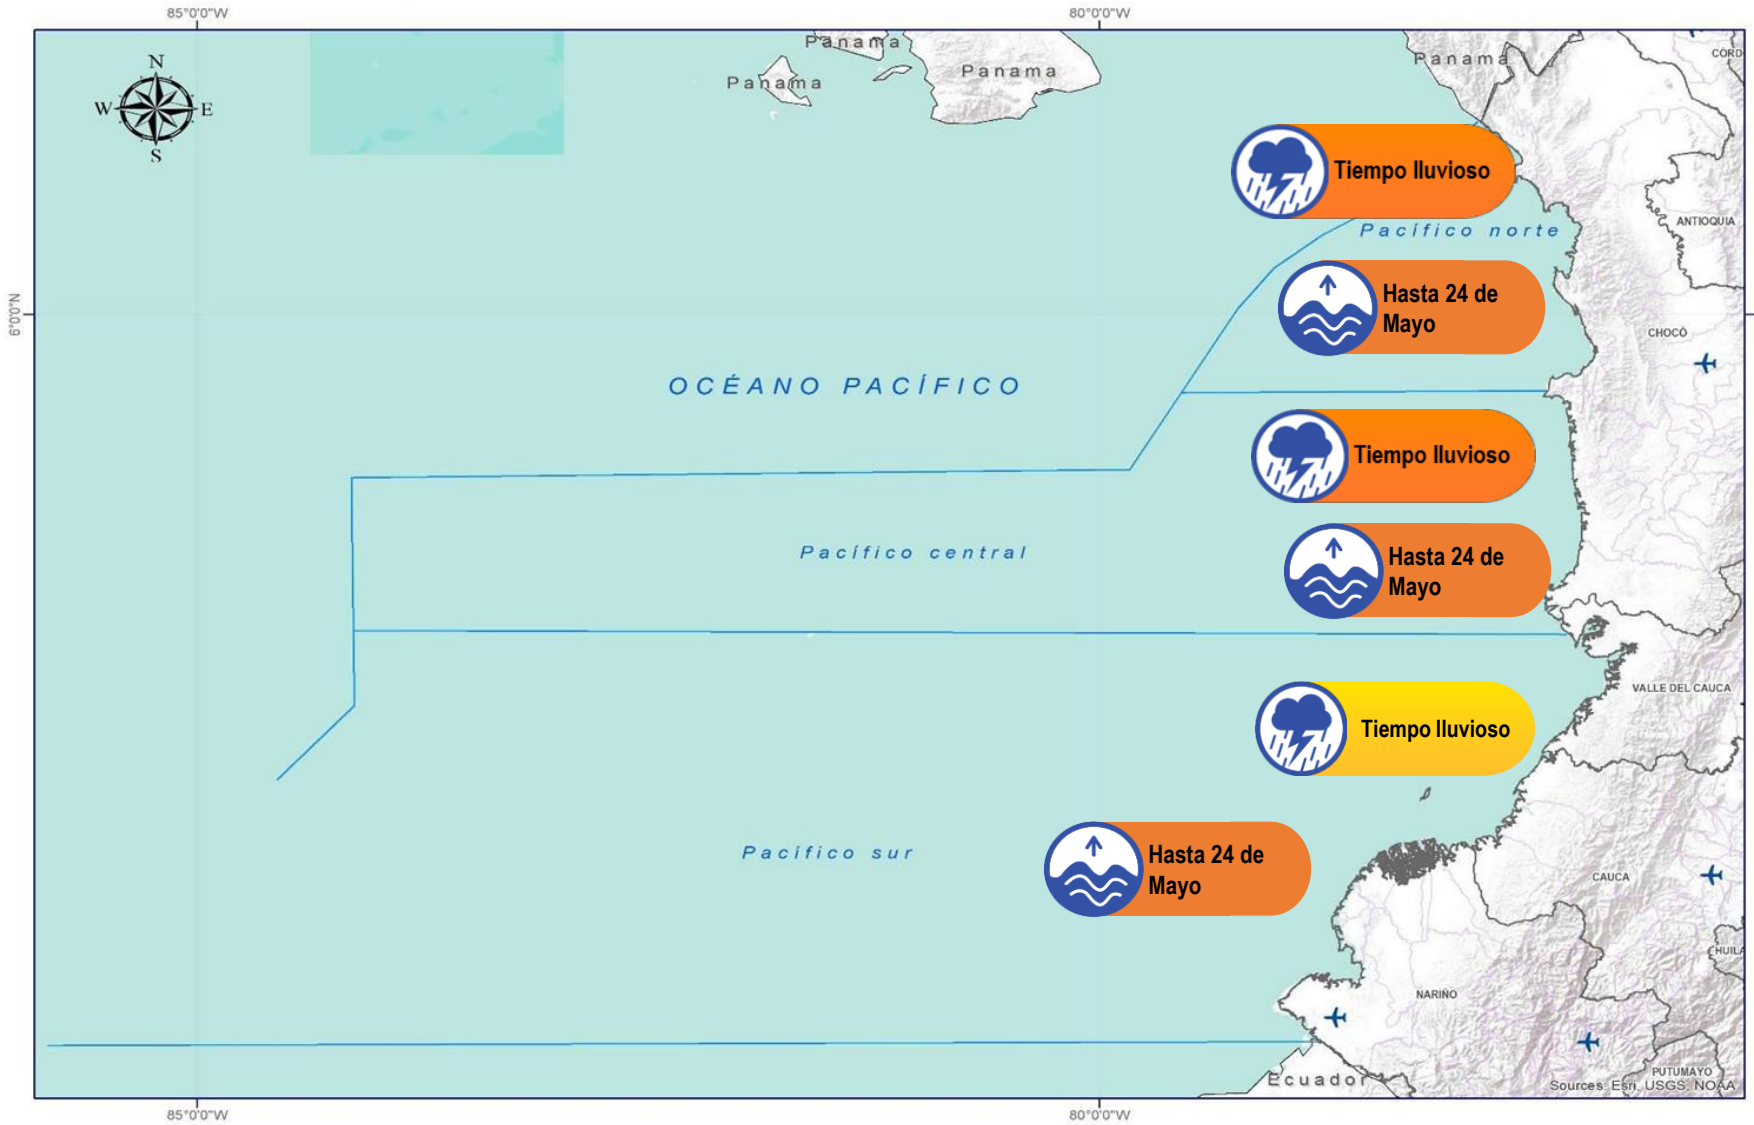 85°0'0"W
80°0'0"W
N
W
E
S
Panama
Panama
Panama
Panama
Tiempo lluvioso
ANTIOQUIA
Pacífico norte
Hasta 24 de
Mayo
6°0'0"N
CHOCÓ
OCÉANO PACÍFICO
Tiempo lluvioso
Pacífico central
Hasta 24 de
Mayo
VALLE DEL CAUCA
Tiempo lluvioso
Pacífico sur
Hasta 24 de
Mayo
CAUCA
HUILA
NARIÑO
Ecuador
PUTUMAYO
Sources: Esri, USGS, NOAA
85°0'0"W
80°0'0"W